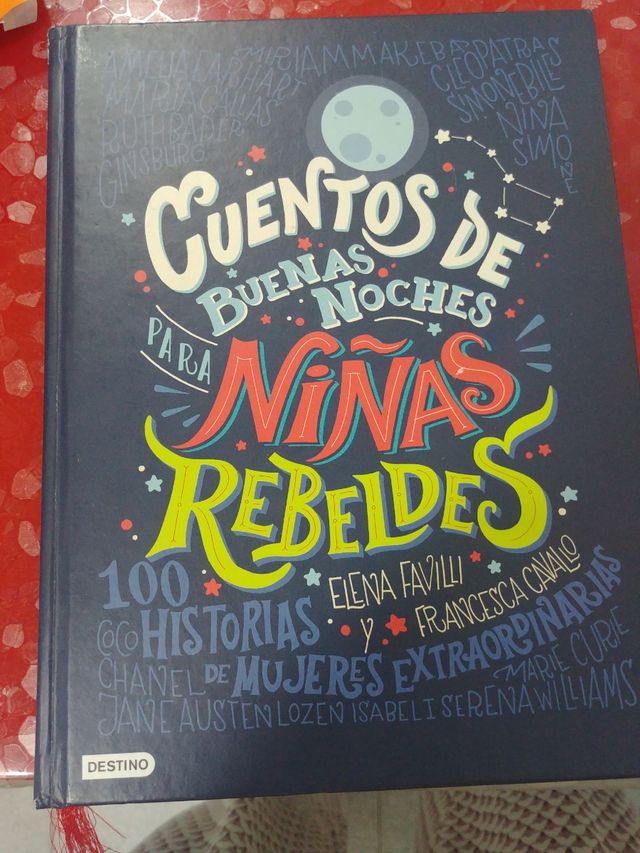 AMELIA EARHART MIRIAM MAKEBA CLEOPATRA
MARIA CALLAS SIMONE BILES
RUTH BADER NINA
GINSBURG SIMONE
CUENTOS DE
BUENAS
NOCHES
PARA
NIÑAS
REBELDES
100
ELENA FAVILLI
Y FRANCESCA CAVALLO
COCO HISTORIAS
CHANEL DE MUJERES EXTRAORDINARIAS
MARIE CURIE
JANE AUSTEN LOZEN ISABEL I SERENA WILLIAMS
DESTINO